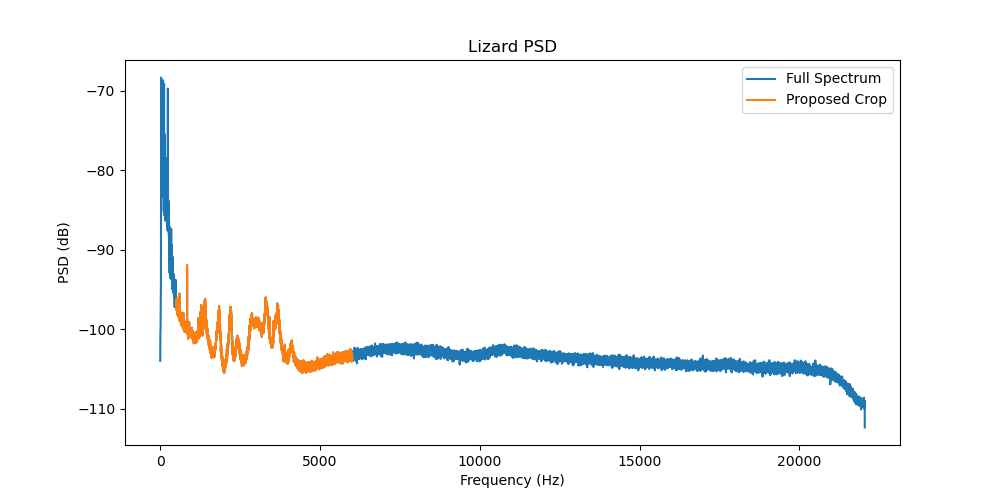 Lizard PSD
Full Spectrum
Proposed Crop
PSD (dB)
−70
−80
−90
−100
−110
0
5000
10000
15000
20000
Frequency (Hz)